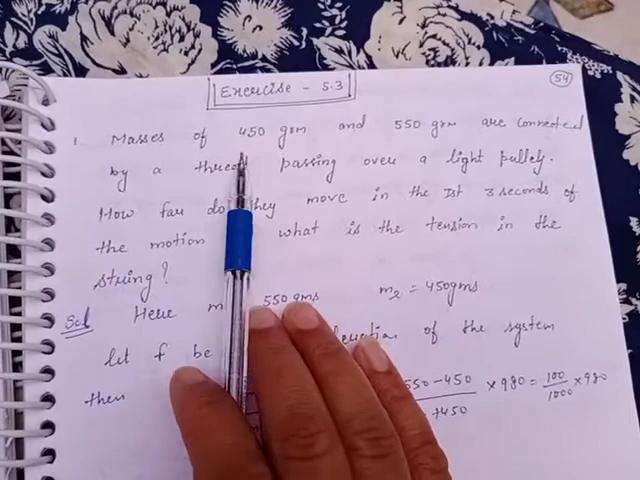 54
Exercise - 5.3
1. Masses of 450 gm and 550 gm are connected
by a thread passing over a light pulley.
How far do they move in the Ist 3 seconds of
the motion what is the tension in the
string?
Sol Here m 550 gms m2 = 450gms
let f be of the system
then 550-450 / +450 × 980 = 100/1000 × 980